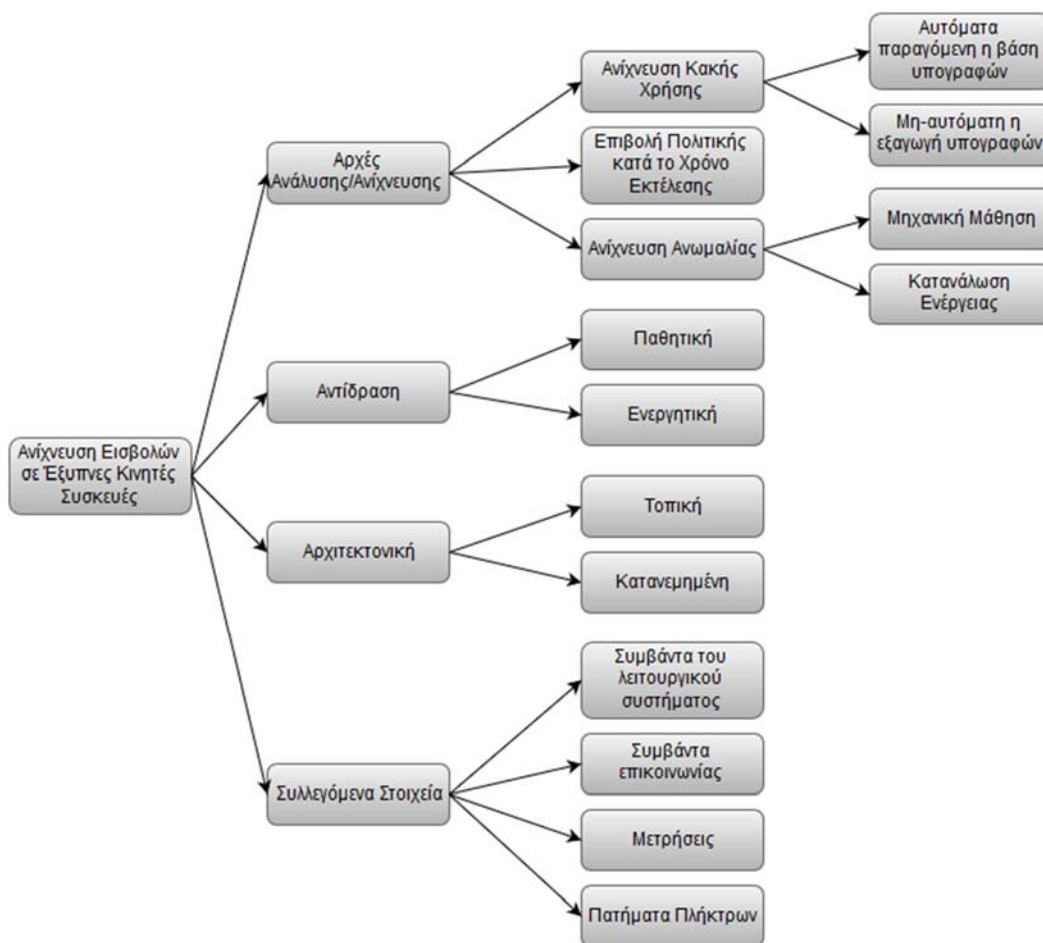 Ανίχνευση Εισβολών
σε Έξυπνες Κινητές
Συσκευές
Αρχές
Ανάλυσης/Ανίχνευσης
Ανίχνευση Κακής
Χρήσης
Αυτόματα
παραγόμενη η βάση
υπογραφών
Μη-αυτόματη η
εξαγωγή υπογραφών
Επιβολή Πολιτικής
κατά το Χρόνο
Εκτέλεσης
Ανίχνευση Ανωμαλίας
Μηχανική Μάθηση
Κατανάλωση
Ενέργειας
Αντίδραση
Παθητική
Ενεργητική
Αρχιτεκτονική
Τοπική
Κατανεμημένη
Συλλεγόμενα Στοιχεία
Συμβάντα του
λειτουργικού
συστήματος
Συμβάντα
επικοινωνίας
Μετρήσεις
Πατήματα Πλήκτρων